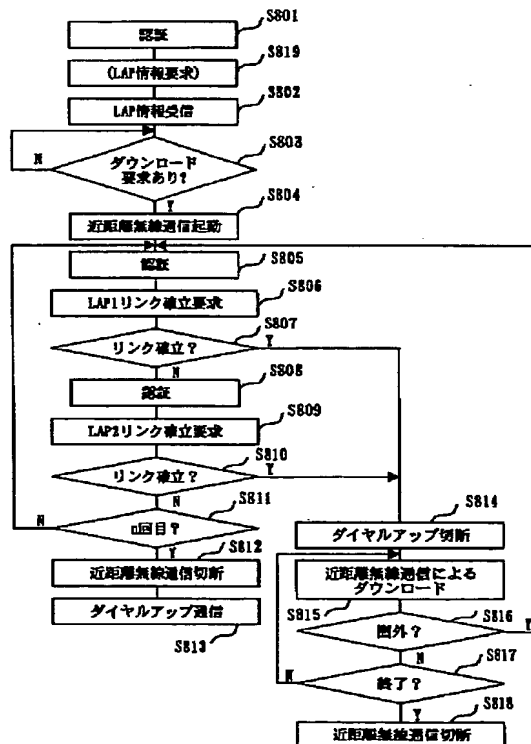 S801
認証
S819
(LAP情報要求)
S802
LAP情報受信
S803
N
ダウンロード
要求あり?
Y
S804
近距離無線通信起動
S805
認証
S806
LAP1リンク確立要求
S807
リンク確立?
Y
N
S808
認証
S809
LAP2リンク確立要求
S810
リンク確立?
Y
N
S811
N
n回目?
Y
S812
近距離無線通信切断
ダイヤルアップ通信
S813
S814
ダイヤルアップ切断
近距離無線通信による
ダウンロード
S815
S816
圏外?
Y
N
S817
N
終了?
Y
S818
近距離無線通信切断